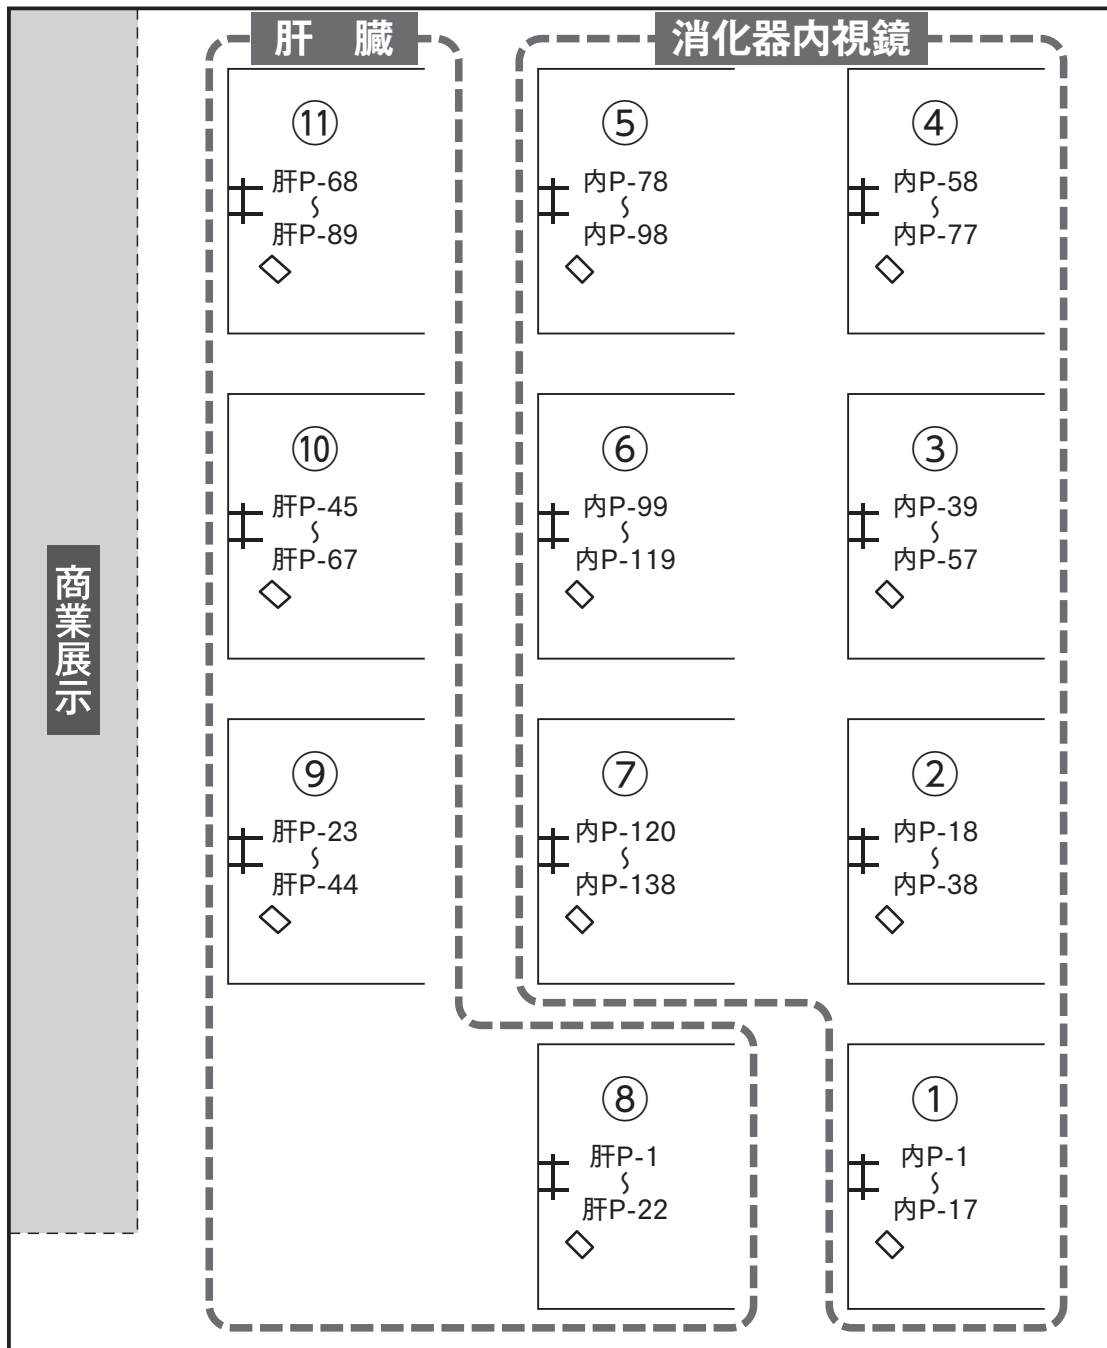 肝　臓
消化器内視鏡
⑪
肝P-68
〜
肝P-89
⑤
内P-78
〜
内P-98
④
内P-58
〜
内P-77
⑩
肝P-45
〜
肝P-67
⑥
内P-99
〜
内P-119
③
内P-39
〜
内P-57
商業展示
⑨
肝P-23
〜
肝P-44
⑦
内P-120
〜
内P-138
②
内P-18
〜
内P-38
⑧
肝P-1
〜
肝P-22
①
内P-1
〜
内P-17